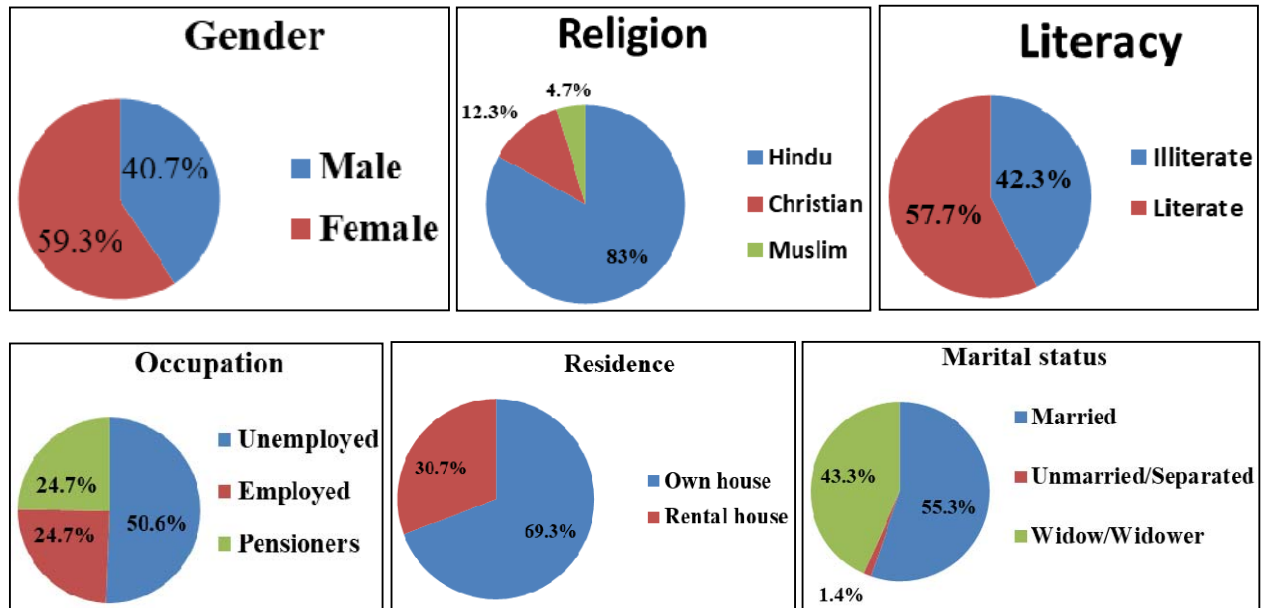 Gender
40.7%
59.3%
Male
Female
Religion
4.7%
12.3%
83%
Hindu
Christian
Muslim
Literacy
42.3%
57.7%
Illiterate
Literate
Occupation
24.7%
24.7%
50.6%
Unemployed
Employed
Pensioners
Residence
30.7%
69.3%
Own house
Rental house
Marital status
43.3%
55.3%
1.4%
Married
Unmarried/Separated
Widow/Widower